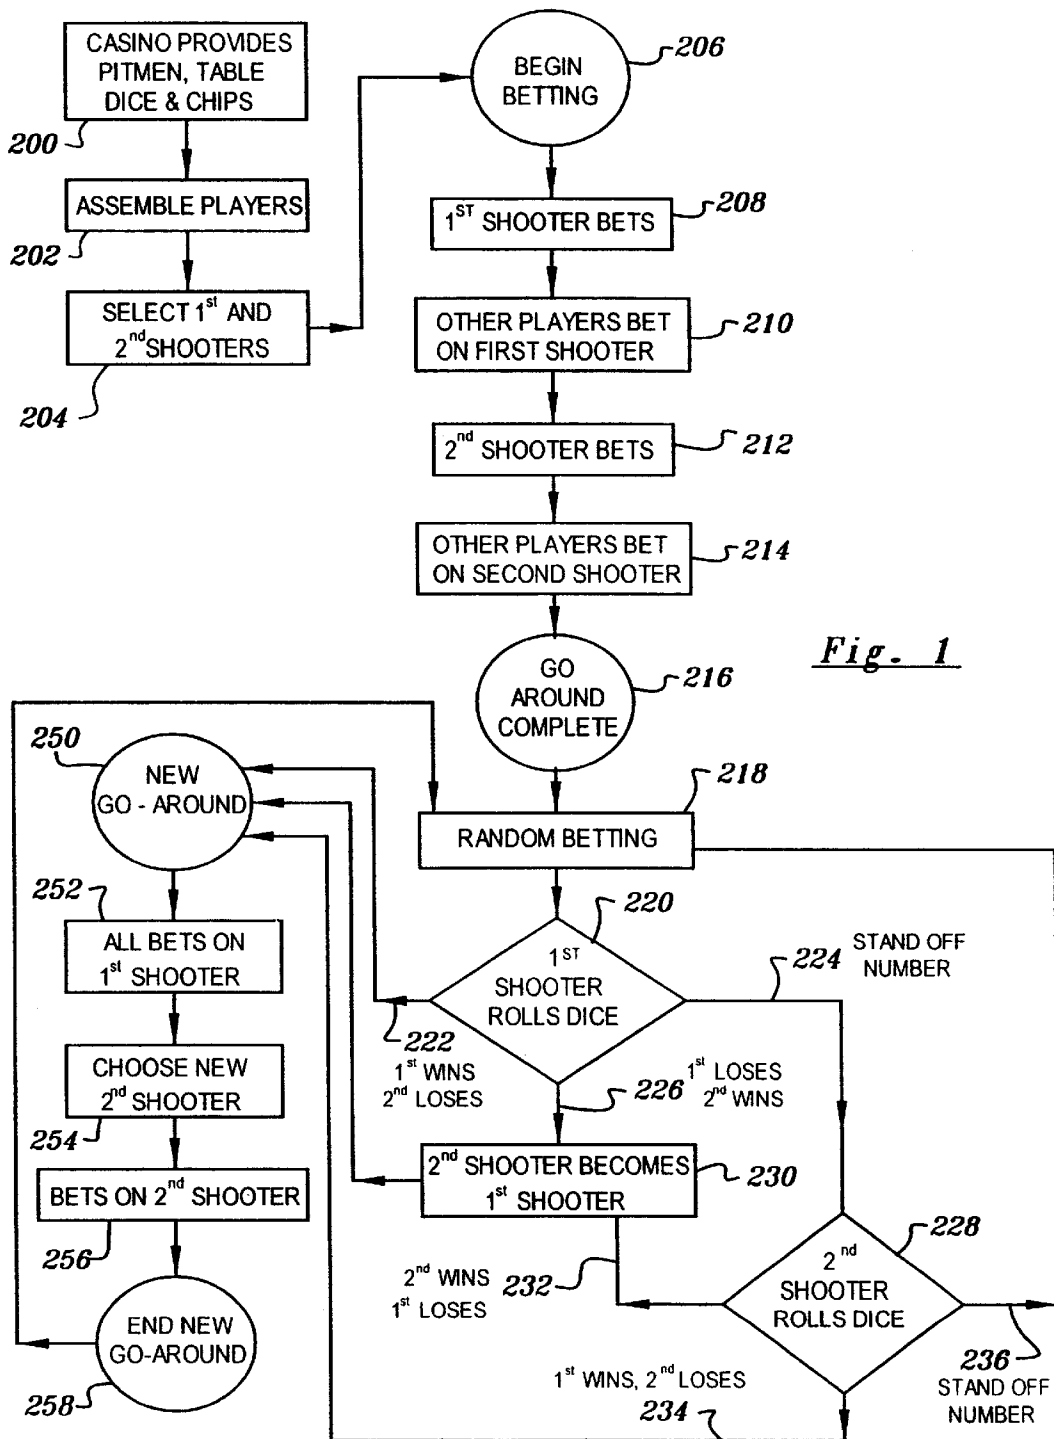 CASINO PROVIDES
PITMEN, TABLE
DICE & CHIPS
200
ASSEMBLE PLAYERS
202
SELECT 1st AND
2nd SHOOTERS
204
BEGIN
BETTING
206
1ST SHOOTER BETS
208
OTHER PLAYERS BET
ON FIRST SHOOTER
210
2nd SHOOTER BETS
212
OTHER PLAYERS BET
ON SECOND SHOOTER
214
GO
AROUND
COMPLETE
216
Fig. 1
RANDOM BETTING
218
1ST
SHOOTER
ROLLS DICE
220
222
1st WINS
2nd LOSES
224
STAND OFF
NUMBER
226
1st LOSES
2nd WINS
2nd SHOOTER BECOMES
1st SHOOTER
230
2nd
SHOOTER
ROLLS DICE
228
2nd WINS
1st LOSES
232
1st WINS, 2nd LOSES
234
236
STAND OFF
NUMBER
250
NEW
GO - AROUND
252
ALL BETS ON
1st SHOOTER
CHOOSE NEW
2nd SHOOTER
254
BETS ON 2nd SHOOTER
256
END NEW
GO-AROUND
258